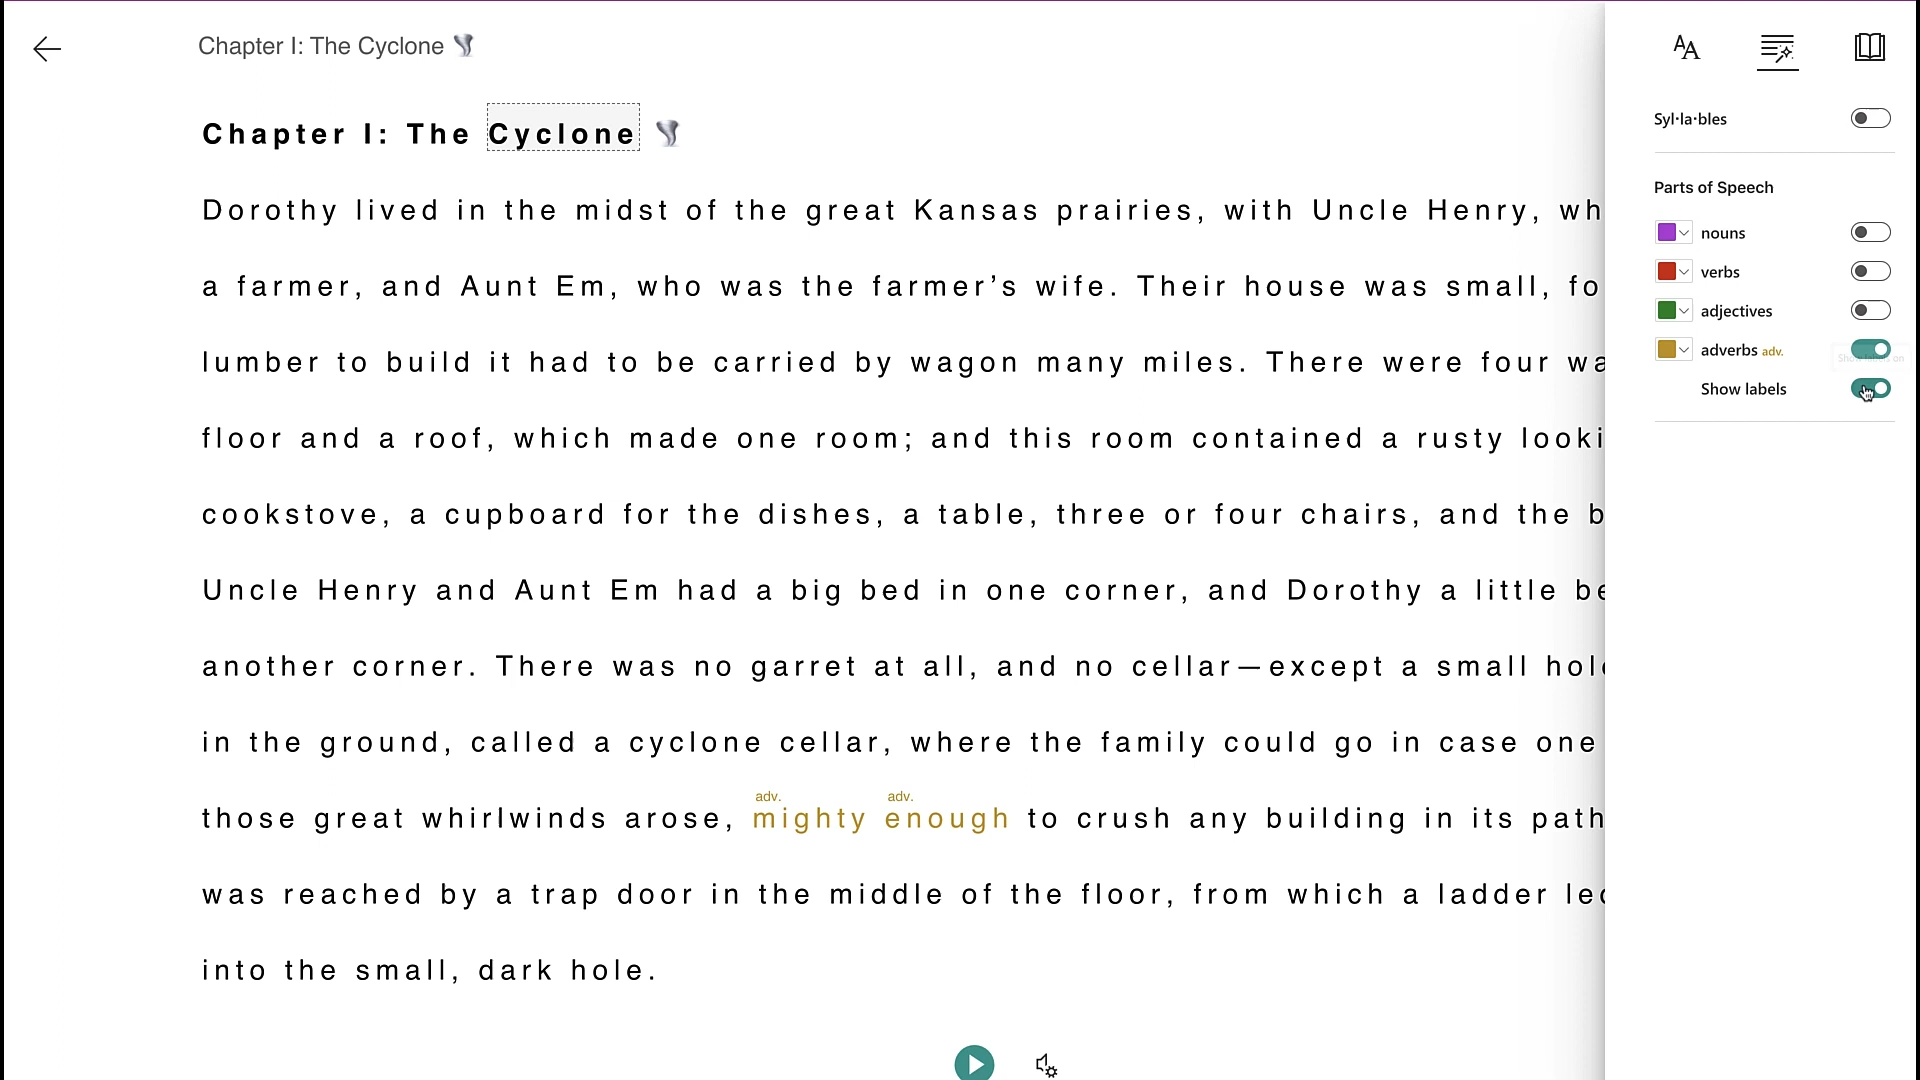 Chapter I: The Cyclone
Chapter I: The Cyclone
Dorothy lived in the midst of the great Kansas prairies, with Uncle Henry, wh
a farmer, and Aunt Em, who was the farmer’s wife. Their house was small, fo
lumber to build it had to be carried by wagon many miles. There were four wa
floor and a roof, which made one room; and this room contained a rusty looki
cookstove, a cupboard for the dishes, a table, three or four chairs, and the b
Uncle Henry and Aunt Em had a big bed in one corner, and Dorothy a little be
another corner. There was no garret at all, and no cellar—except a small hol
in the ground, called a cyclone cellar, where the family could go in case one
adv. adv.
those great whirlwinds arose, mighty enough to crush any building in its path
was reached by a trap door in the middle of the floor, from which a ladder le
into the small, dark hole.
Syl·la·bles
Parts of Speech
nouns
verbs
adjectives
adverbs adv.
Show labels